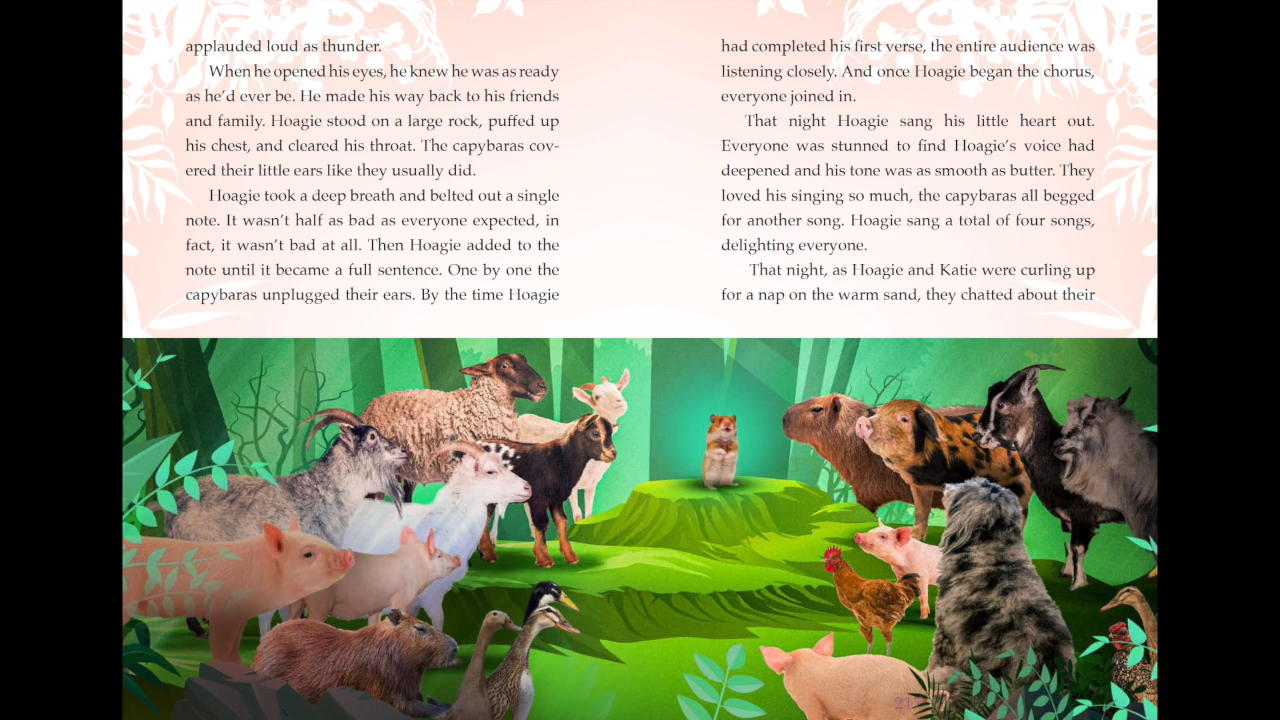 applauded loud as thunder.
When he opened his eyes, he knew he was as ready
as he’d ever be. He made his way back to his friends
and family. Hoagie stood on a large rock, puffed up
his chest, and cleared his throat. The capybaras cov-
ered their little ears like they usually did.
Hoagie took a deep breath and belted out a single
note. It wasn’t half as bad as everyone expected, in
fact, it wasn’t bad at all. Then Hoagie added to the
note until it became a full sentence. One by one the
capybaras unplugged their ears. By the time Hoagie
had completed his first verse, the entire audience was
listening closely. And once Hoagie began the chorus,
everyone joined in.
That night Hoagie sang his little heart out.
Everyone was stunned to find Hoagie’s voice had
deepened and his tone was as smooth as butter. They
loved his singing so much, the capybaras all begged
for another song. Hoagie sang a total of four songs,
delighting everyone.
That night, as Hoagie and Katie were curling up
for a nap on the warm sand, they chatted about their